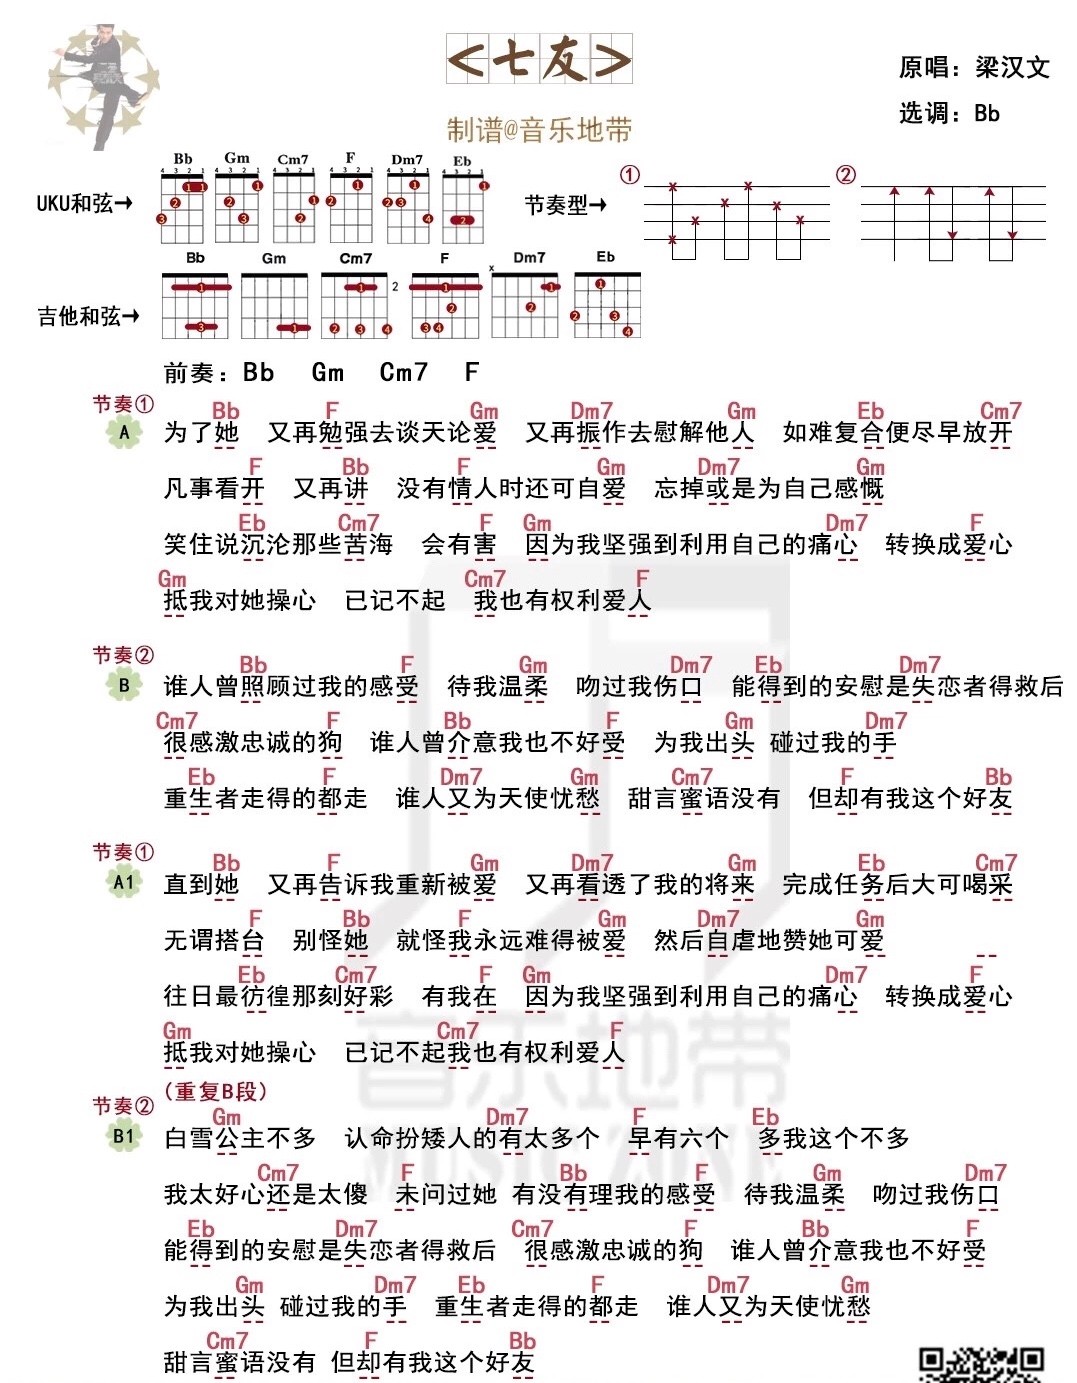 <七友>
原唱：梁汉文
制谱@音乐地带
选调：Bb
Bb Gm Cm7 F Dm7 Eb
UKU和弦→
节奏型→ ① ②
Bb Gm Cm7 F Dm7 Eb
吉他和弦→
前奏：Bb Gm Cm7 F
节奏① Bb F Gm Dm7 Gm Eb Cm7
A 为了她 又再勉强去谈天论爱 又再振作去慰解他人 如难复合便尽早放开
F Bb F Gm Dm7 Gm
凡事看开 又再讲 没有情人时还可自爱 忘掉或是为自己感慨
Eb Cm7 F Gm Dm7 F
笑住说沉沦那些苦海 会有害 因为我坚强到利用自己的痛心 转换成爱心
Gm Cm7 F
抵我对她操心 已记不起 我也有权利爱人
节奏② Bb F Gm Dm7 Eb Dm7
B 谁人曾照顾过我的感受 待我温柔 吻过我伤口 能得到的安慰是失恋者得救后
Cm7 F Bb F Gm Dm7
很感激忠诚的狗 谁人曾介意我也不好受 为我出头 碰过我的手
Eb F Dm7 Gm Cm7 F Bb
重生者走得的都走 谁人又为天使忧愁 甜言蜜语没有 但却有我这个好友
节奏① Bb F Gm Dm7 Gm Eb Cm7
A1 直到她 又再告诉我重新被爱 又再看透了我的将来 完成任务后大可喝采
F Bb F Gm Dm7 Gm
无谓搭台 别怪她 就怪我永远难得被爱 然后自虐地赞她可爱
Eb Cm7 F Gm Dm7 F
往日最彷徨那刻好彩 有我在 因为我坚强到利用自己的痛心 转换成爱心
Gm Cm7 F
抵我对她操心 已记不起我也有权利爱人
(重复B段)
节奏② Gm Dm7 F Eb
B1 白雪公主不多 认命扮矮人的有太多个 早有六个 多我这个不多
Cm7 F Bb F Gm Dm7
我太好心还是太傻 未问过她 有没有理我的感受 待我温柔 吻过我伤口
Eb Dm7 Cm7 F Bb F
能得到的安慰是失恋者得救后 很感激忠诚的狗 谁人曾介意我也不好受
Gm Dm7 Eb F Dm7 Gm
为我出头 碰过我的手 重生者走得的都走 谁人又为天使忧愁
Cm7 F Bb
甜言蜜语没有 但却有我这个好友
音乐地带
MUSIC ZONE